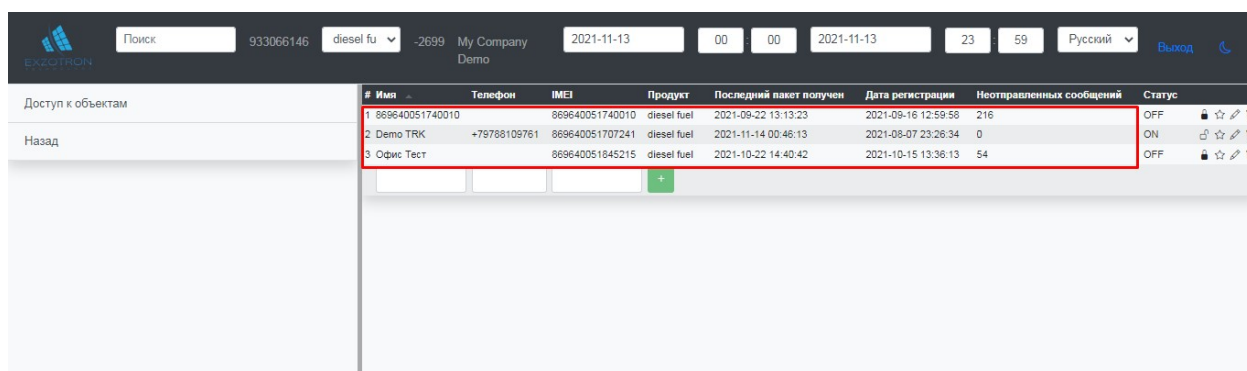 EXZOTRON
Поиск
933066146
diesel fu
-2699
My Company
Demo
2021-11-13
00 : 00
2021-11-13
23 : 59
Русский
Выход
Доступ к объектам
Назад
# Имя Телефон IMEI Продукт Последний пакет получен Дата регистрации Неотправленных сообщений Статус
1 869640051740010 869640051740010 diesel fuel 2021-09-22 13:13:23 2021-09-16 12:59:58 216 OFF
2 Demo TRK +79788109761 869640051707241 diesel fuel 2021-11-14 00:46:13 2021-08-07 23:26:34 0 ON
3 Офис Тест 869640051845215 diesel fuel 2021-10-22 14:40:42 2021-10-15 13:36:13 54 OFF
+